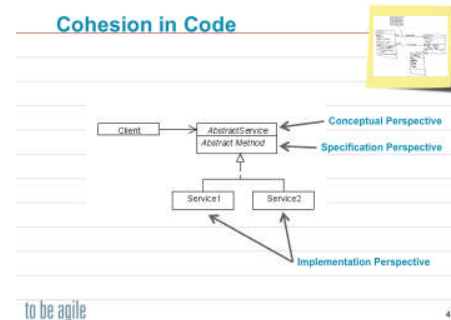 Cohesion in Code
Conceptual Perspective
Client
AbstractService
Abstract Method
Specification Perspective
Service1
Service2
Implementation Perspective
to be agile
4